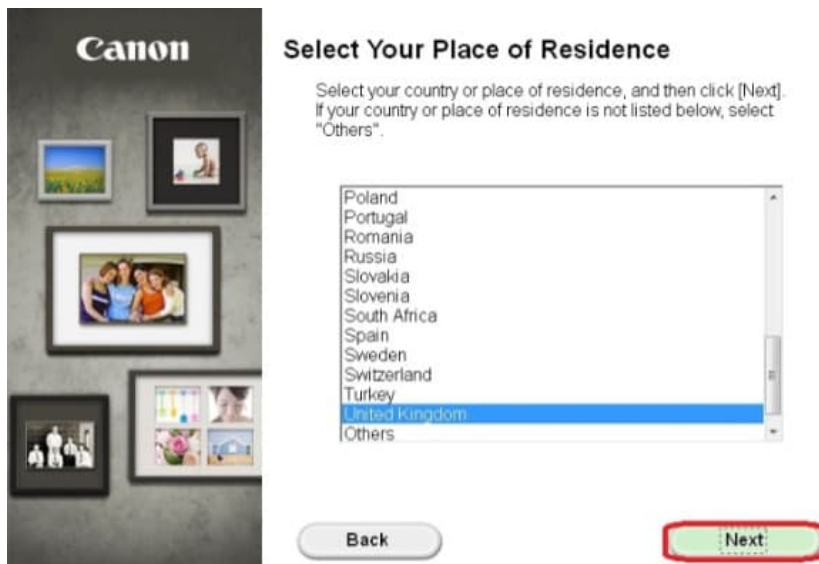 Canon
Select Your Place of Residence
Select your country or place of residence, and then click [Next].
If your country or place of residence is not listed below, select
"Others".
Poland
Portugal
Romania
Russia
Slovakia
Slovenia
South Africa
Spain
Sweden
Switzerland
Turkey
United Kingdom
Others
Back
Next